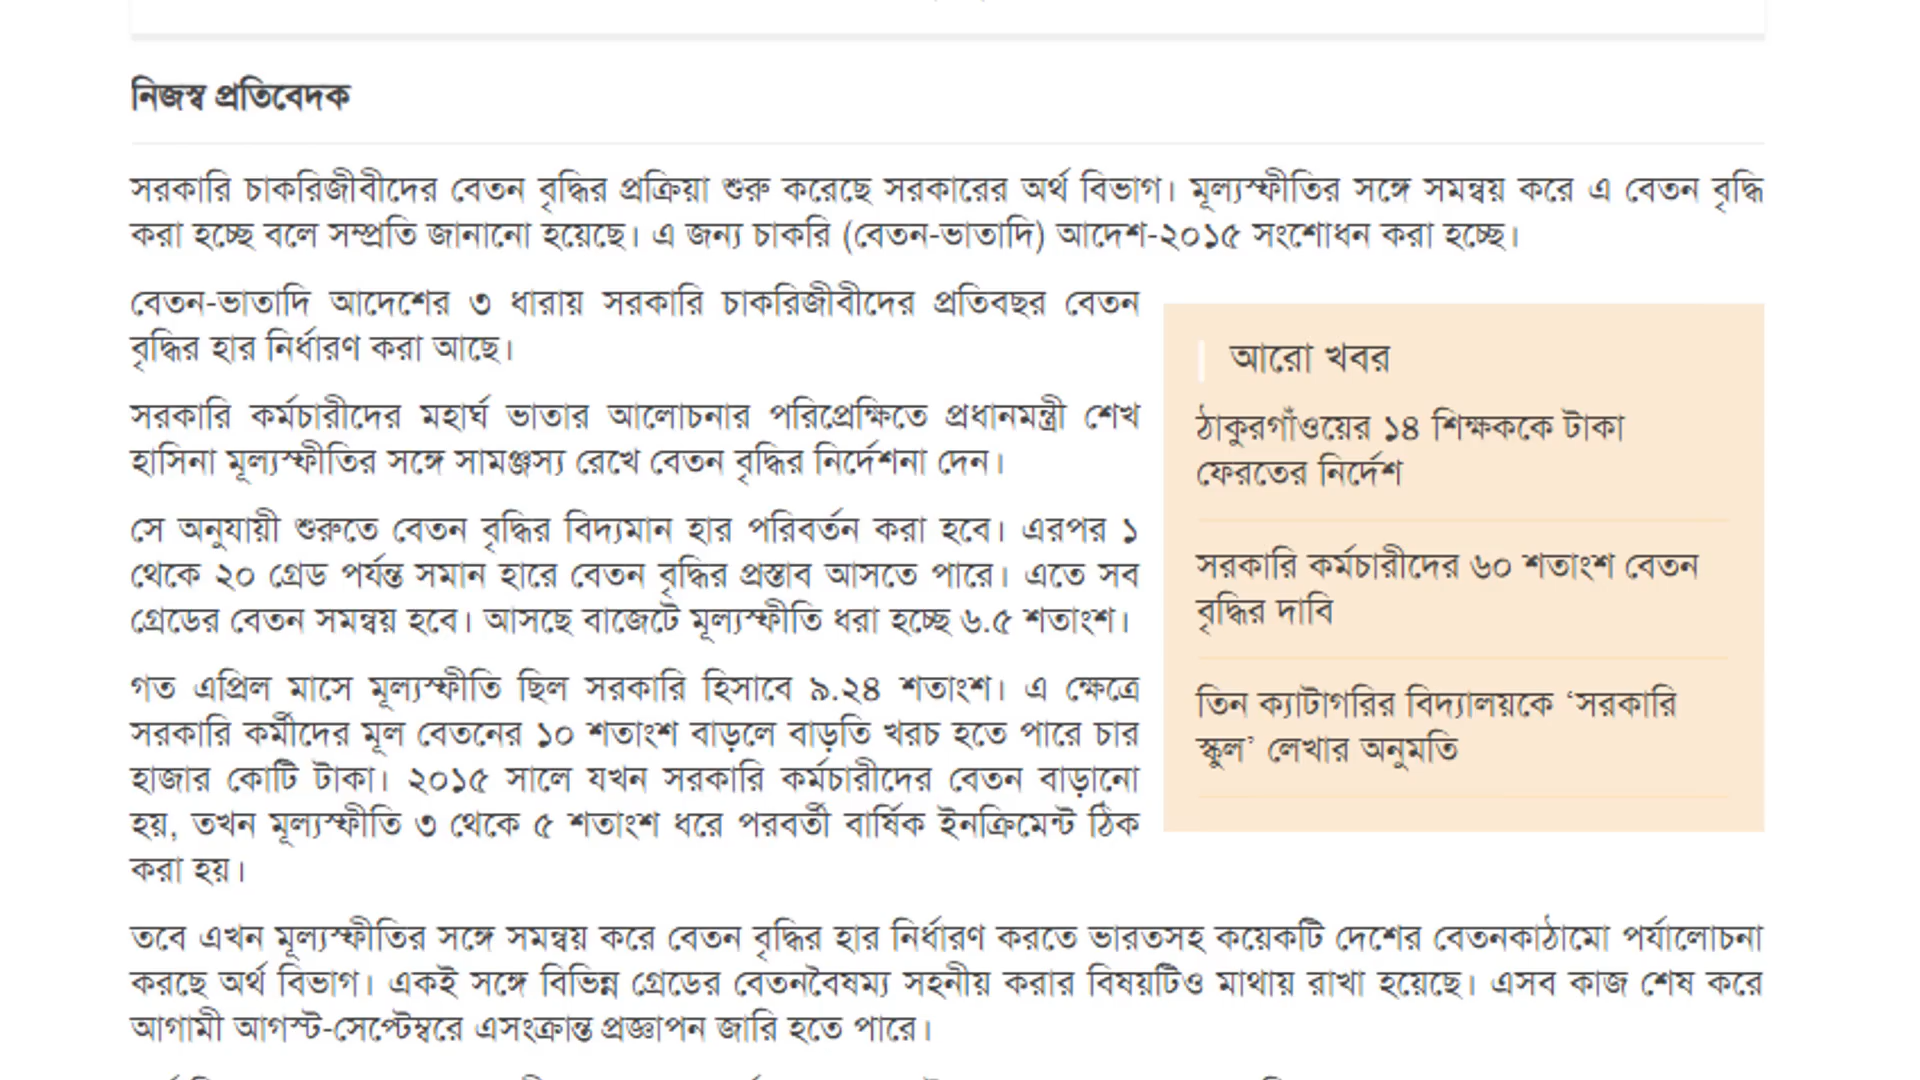 নিজস্ব প্রতিবেদক
সরকারি চাকরিজীবীদের বেতন বৃদ্ধির প্রক্রিয়া শুরু করেছে সরকারের অর্থ বিভাগ। মূল্যস্ফীতির সঙ্গে সমন্বয় করে এ বেতন বৃদ্ধি
করা হচ্ছে বলে সম্প্রতি জানানো হয়েছে। এ জন্য চাকরি (বেতন-ভাতাদি) আদেশ-২০১৫ সংশোধন করা হচ্ছে।
বেতন-ভাতাদি আদেশের ৩ ধারায় সরকারি চাকরিজীবীদের প্রতিবছর বেতন
বৃদ্ধির হার নির্ধারণ করা আছে।
সরকারি কর্মচারীদের মহার্ঘ ভাতার আলোচনার পরিপ্রেক্ষিতে প্রধানমন্ত্রী শেখ
হাসিনা মূল্যস্ফীতির সঙ্গে সামঞ্জস্য রেখে বেতন বৃদ্ধির নির্দেশনা দেন।
সে অনুযায়ী শুরুতে বেতন বৃদ্ধির বিদ্যমান হার পরিবর্তন করা হবে। এরপর ১
থেকে ২০ গ্রেড পর্যন্ত সমান হারে বেতন বৃদ্ধির প্রস্তাব আসতে পারে। এতে সব
গ্রেডের বেতন সমন্বয় হবে। আসছে বাজেটে মূল্যস্ফীতি ধরা হচ্ছে ৬.৫ শতাংশ।
গত এপ্রিল মাসে মূল্যস্ফীতি ছিল সরকারি হিসাবে ৯.২৪ শতাংশ। এ ক্ষেত্রে
সরকারি কর্মীদের মূল বেতনের ১০ শতাংশ বাড়লে বাড়তি খরচ হতে পারে চার
হাজার কোটি টাকা। ২০১৫ সালে যখন সরকারি কর্মচারীদের বেতন বাড়ানো
হয়, তখন মূল্যস্ফীতি ৩ থেকে ৫ শতাংশ ধরে পরবর্তী বার্ষিক ইনক্রিমেন্ট ঠিক
করা হয়।
আরো খবর
ঠাকুরগাঁওয়ের ১৪ শিক্ষককে টাকা
ফেরতের নির্দেশ
সরকারি কর্মচারীদের ৬০ শতাংশ বেতন
বৃদ্ধির দাবি
তিন ক্যাটাগরির বিদ্যালয়কে ‘সরকারি
স্কুল’ লেখার অনুমতি
তবে এখন মূল্যস্ফীতির সঙ্গে সমন্বয় করে বেতন বৃদ্ধির হার নির্ধারণ করতে ভারতসহ কয়েকটি দেশের বেতনকাঠামো পর্যালোচনা
করছে অর্থ বিভাগ। একই সঙ্গে বিভিন্ন গ্রেডের বেতনবৈষম্য সহনীয় করার বিষয়টিও মাথায় রাখা হয়েছে। এসব কাজ শেষ করে
আগামী আগস্ট-সেপ্টেম্বরে এসংক্রান্ত প্রজ্ঞাপন জারি হতে পারে।